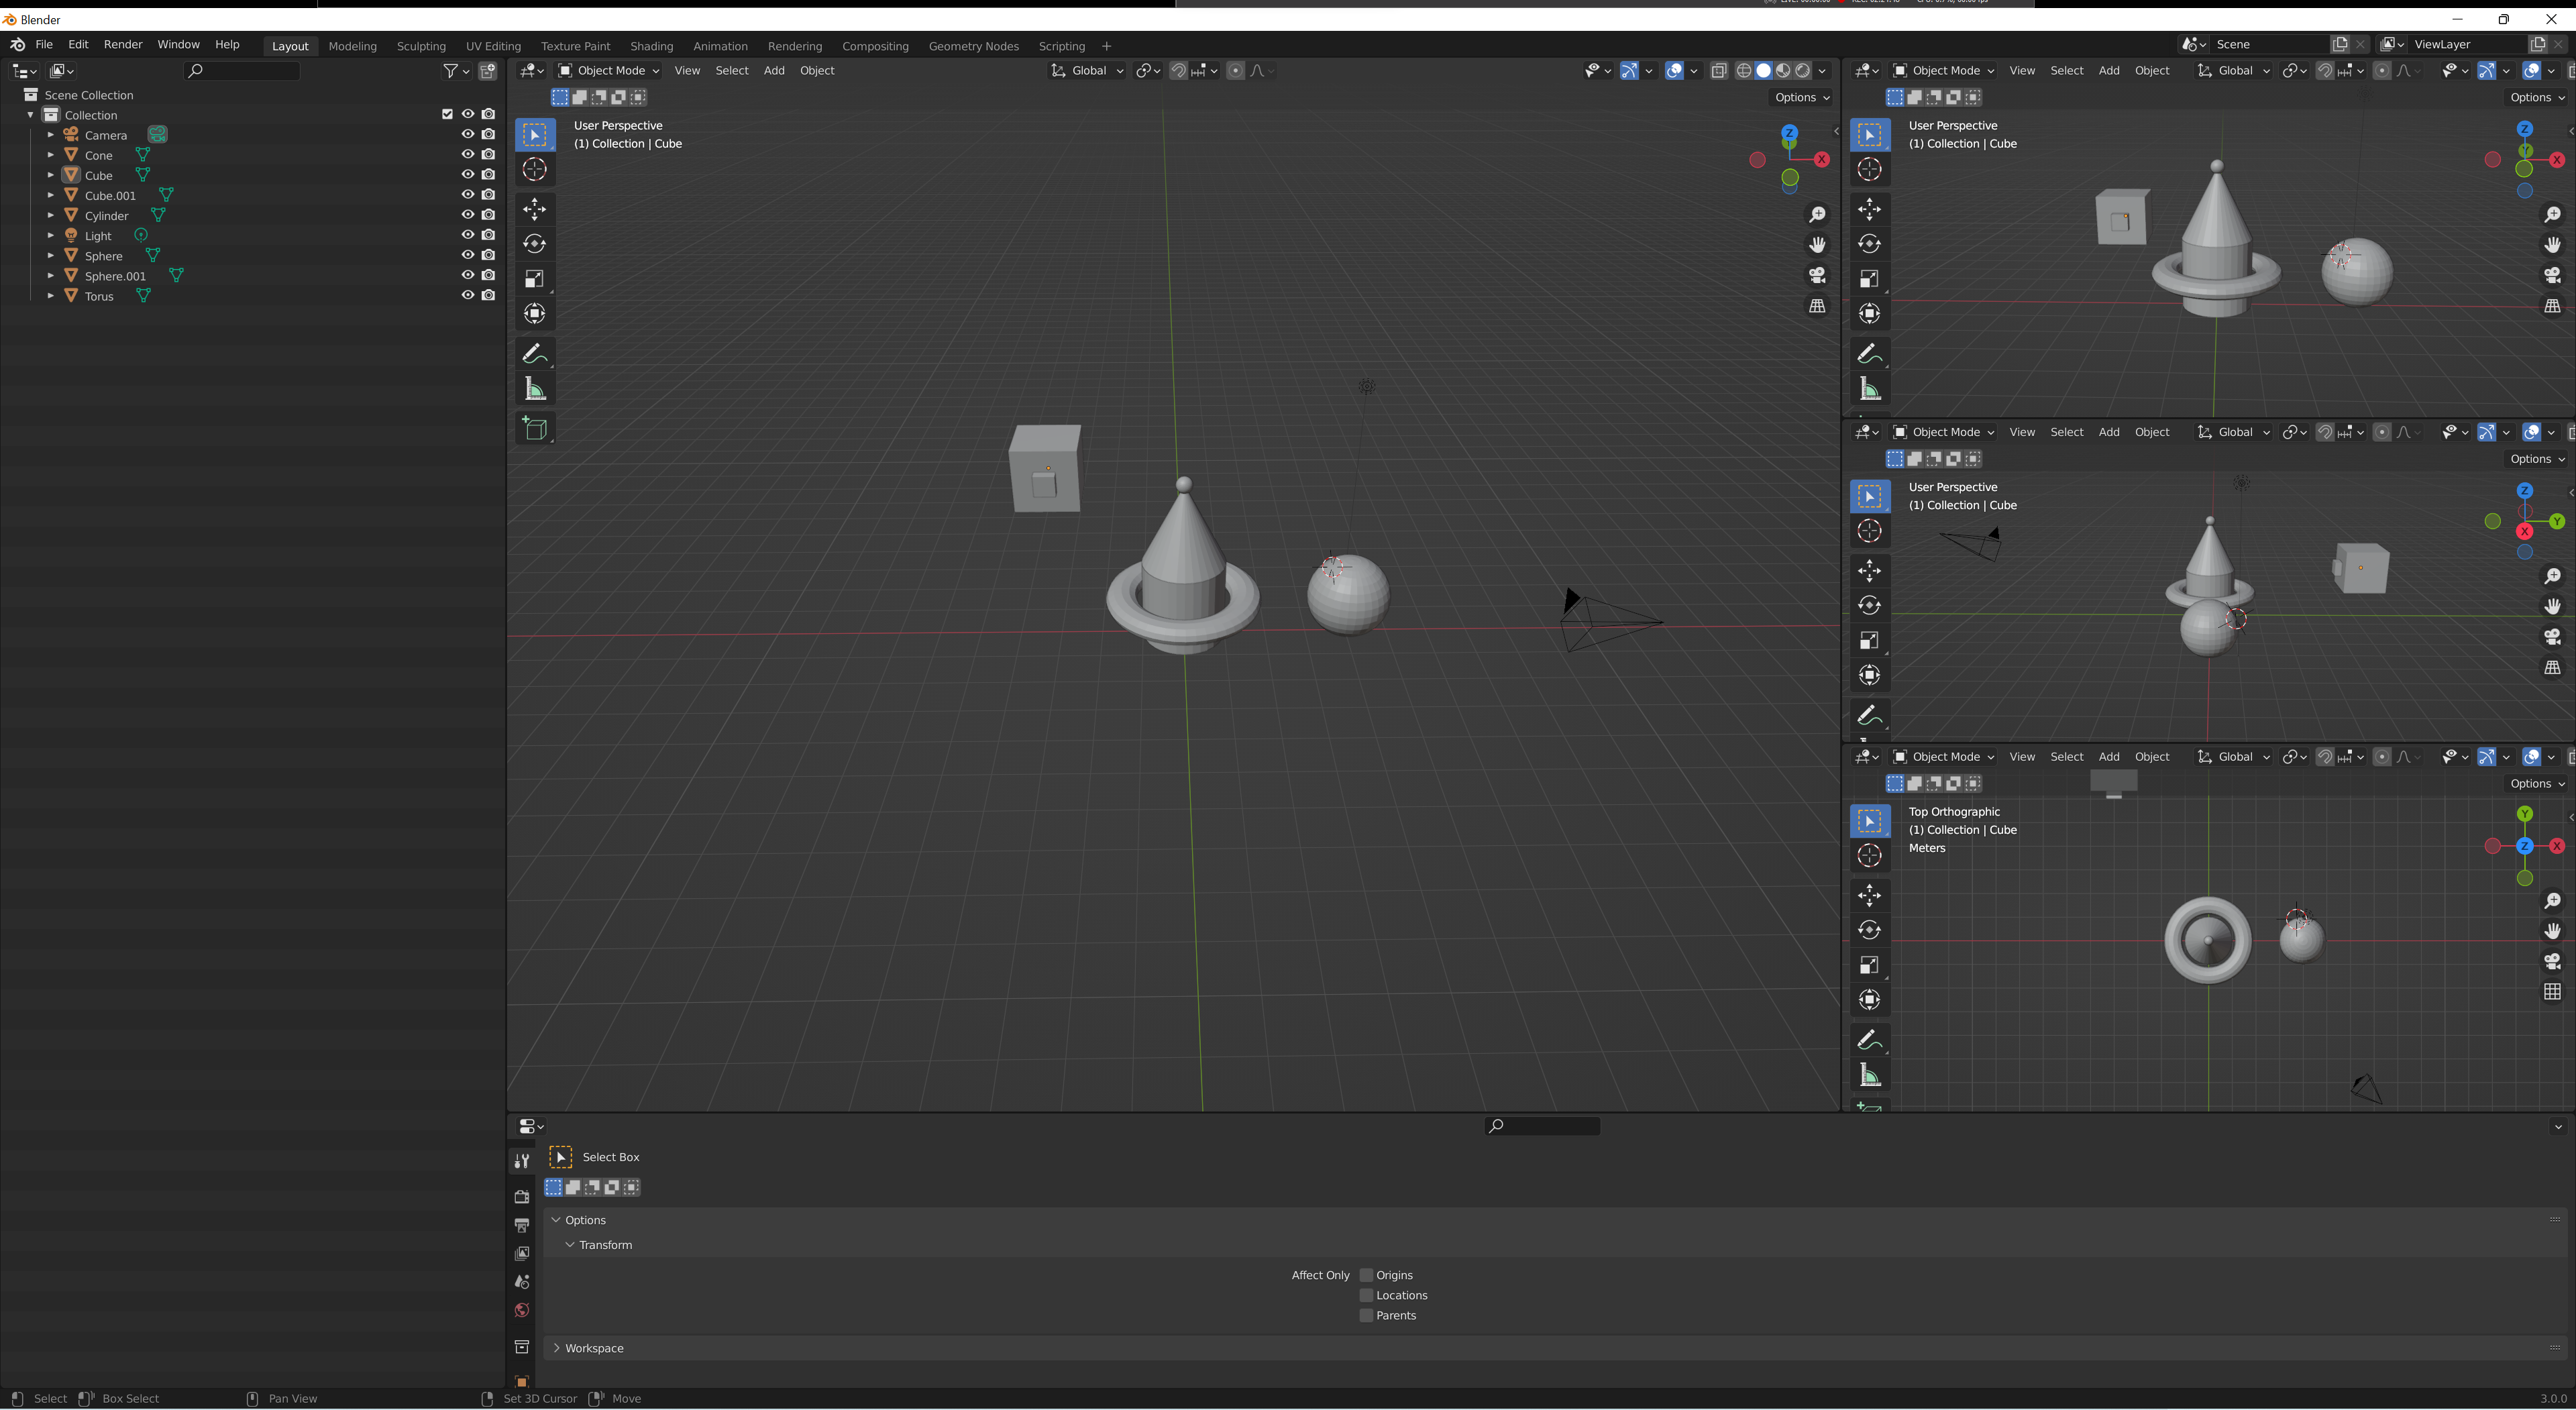 Blender
File Edit Render Window Help Layout Modeling Sculpting UV Editing Texture Paint Shading Animation Rendering Compositing Geometry Nodes Scripting + Scene ViewLayer
Object Mode View Select Add Object Global
Object Mode View Select Add Object Global
Options
Options
Scene Collection
Collection
Camera
Cone
Cube
Cube.001
Cylinder
Light
Sphere
Sphere.001
Torus
User Perspective
(1) Collection | Cube
Z
Y
X
User Perspective
(1) Collection | Cube
Z
Y
X
Object Mode View Select Add Object Global
Options
User Perspective
(1) Collection | Cube
Z
Y
X
Object Mode View Select Add Object Global
Options
Top Orthographic
(1) Collection | Cube
Meters
Y
Z
X
Select Box
Options
Transform
Affect Only Origins
Locations
Parents
Workspace
Select Box Select Pan View Set 3D Cursor Move 3.0.0